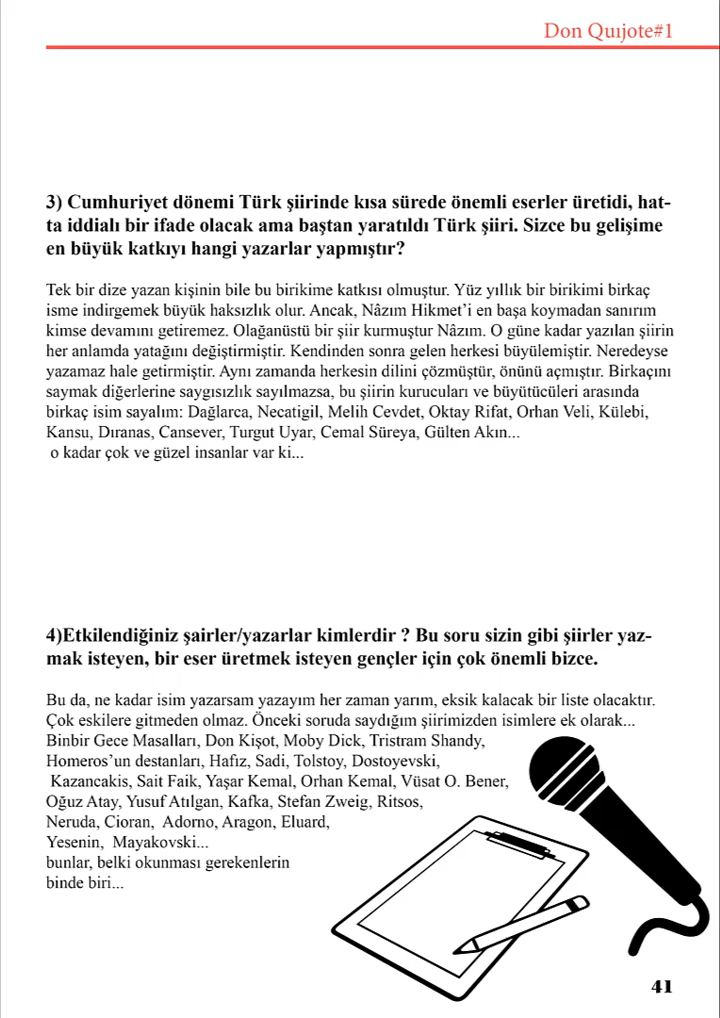 Don Quıjote#1
3) Cumhuriyet dönemi Türk şiirinde kısa sürede önemli eserler üretidi, hat-
ta iddialı bir ifade olacak ama baştan yaratıldı Türk şiiri. Sizce bu gelişime
en büyük katkıyı hangi yazarlar yapmıştır?
Tek bir dize yazan kişinin bile bu birikime katkısı olmuştur. Yüz yıllık bir birikimi birkaç
isme indirgemek büyük haksızlık olur. Ancak, Nâzım Hikmet’i en başa koymadan sanırım
kimse devamını getiremez. Olağanüstü bir şiir kurmuştur Nâzım. O güne kadar yazılan şiirin
her anlamda yatağını değiştirmiştir. Kendinden sonra gelen herkesi büyülemiştir. Neredeyse
yazamaz hale getirmiştir. Aynı zamanda herkesin dilini çözmüştür, önünü açmıştır. Birkaçını
saymak diğerlerine saygısızlık sayılmazsa, bu şiirin kurucuları ve büyütücüleri arasında
birkaç isim sayalım: Dağlarca, Necatigil, Melih Cevdet, Oktay Rifat, Orhan Veli, Külebi,
Kansu, Dıranas, Cansever, Turgut Uyar, Cemal Süreya, Gülten Akın...
o kadar çok ve güzel insanlar var ki...
4)Etkilendiğiniz şairler/yazarlar kimlerdir ? Bu soru sizin gibi şiirler yaz-
mak isteyen, bir eser üretmek isteyen gençler için çok önemli bizce.
Bu da, ne kadar isim yazarsam yazayım her zaman yarım, eksik kalacak bir liste olacaktır.
Çok eskilere gitmeden olmaz. Önceki soruda saydığım şiirimizden isimlere ek olarak...
Binbir Gece Masalları, Don Kişot, Moby Dick, Tristram Shandy,
Homeros’un destanları, Hafız, Sadi, Tolstoy, Dostoyevski,
Kazancakis, Sait Faik, Yaşar Kemal, Orhan Kemal, Vüsat O. Bener,
Oğuz Atay, Yusuf Atılgan, Kafka, Stefan Zweig, Ritsos,
Neruda, Cioran,  Adorno, Aragon, Eluard,
Yesenin,  Mayakovski...
bunlar, belki okunması gerekenlerin
binde biri...
41